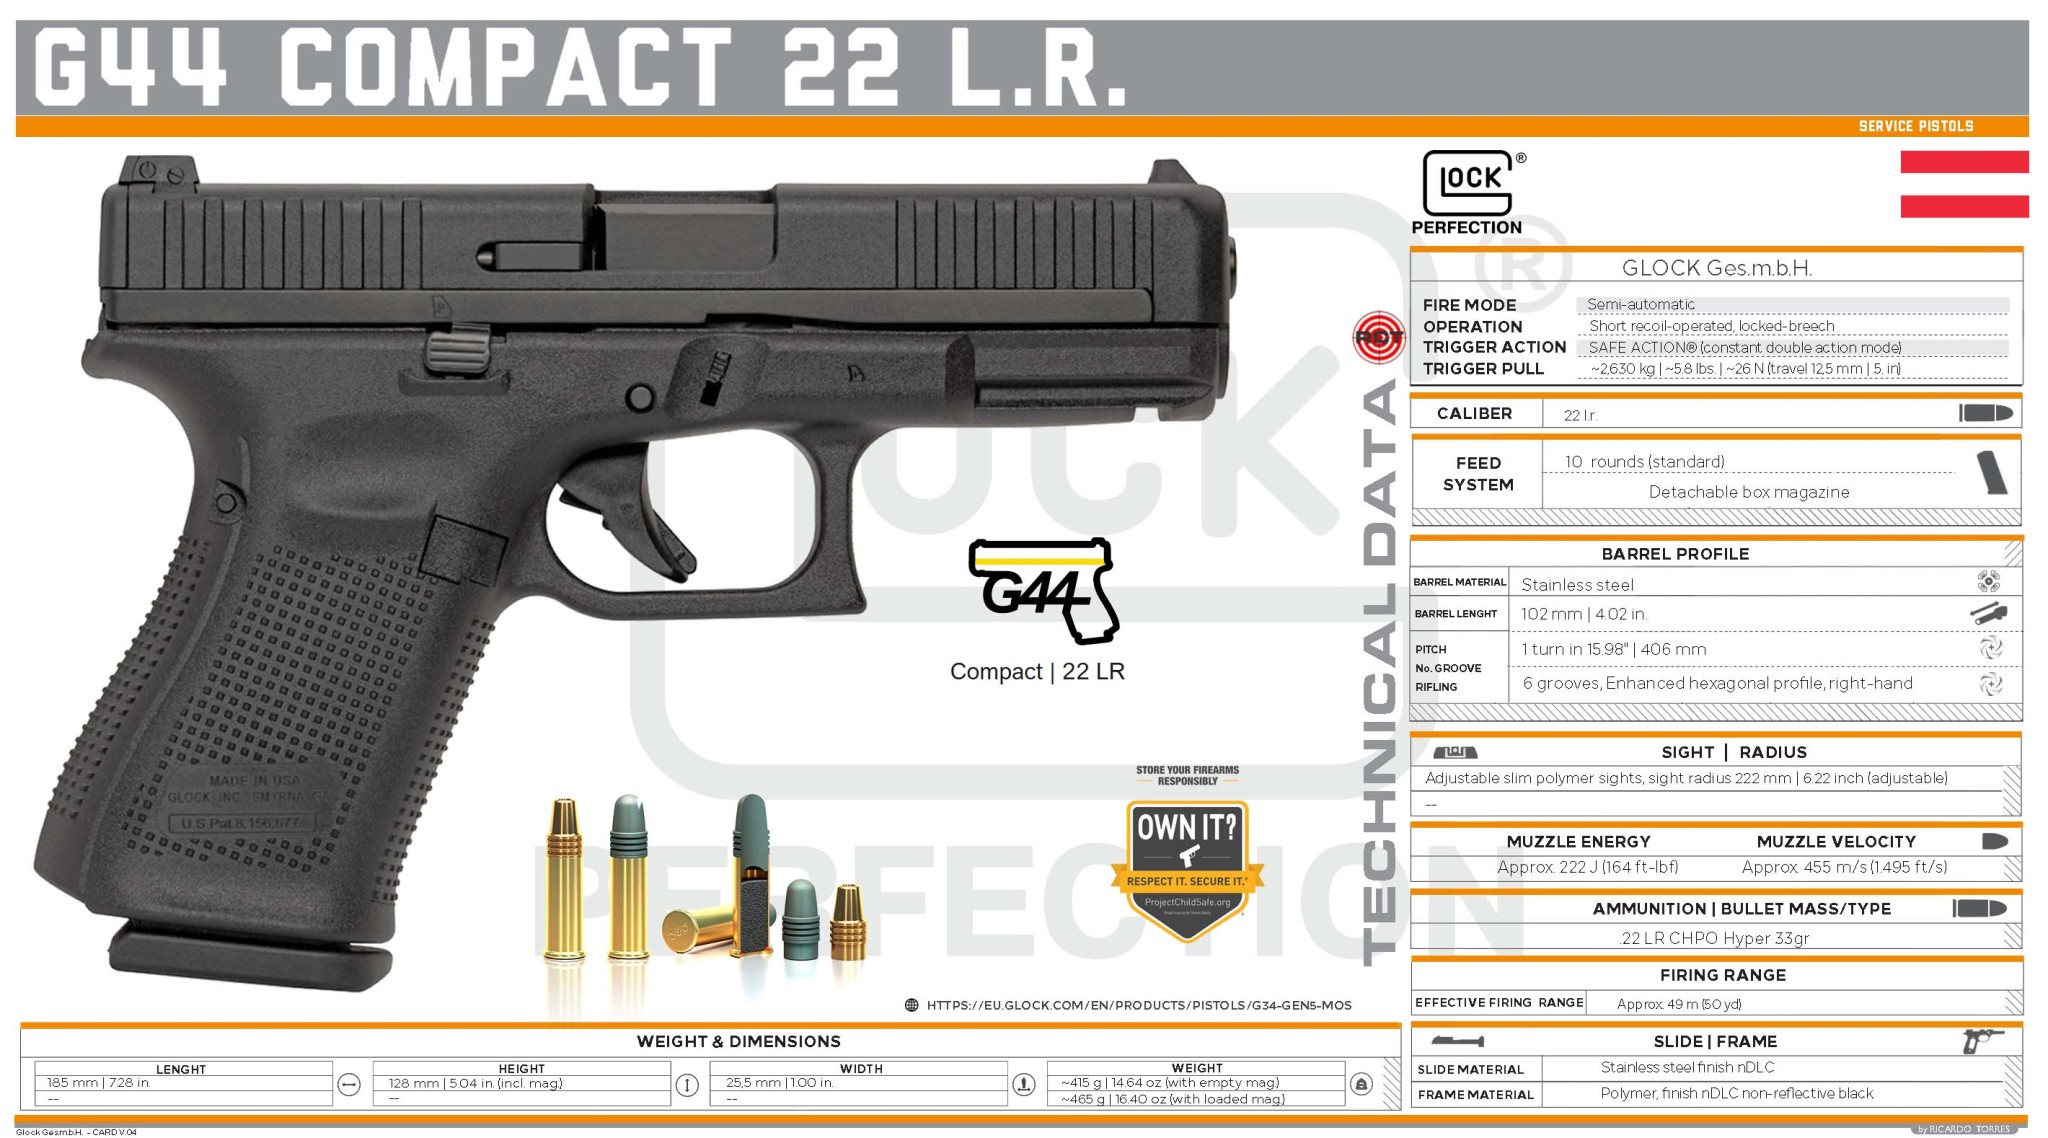 G44 COMPACT 22 L.R.
SERVICE PISTOLS
GLOCK ®
PERFECTION
GLOCK Ges.m.b.H.
FIRE MODE Semi-automatic
OPERATION Short recoil-operated, locked-breech
TRIGGER ACTION SAFE ACTION® (constant double action mode)
TRIGGER PULL ~2,630 kg | ~5.8 lbs. | ~26 N (travel 12,5 mm | 5. in)
RDT
TECHNICAL DATA
CALIBER 22 l.r.
FEED SYSTEM
10 rounds (standard)
Detachable box magazine
BARREL PROFILE
BARREL MATERIAL Stainless steel
BARREL LENGHT 102 mm | 4.02 in.
PITCH 1 turn in 15.98" | 406 mm
No. GROOVE
RIFLING 6 grooves, Enhanced hexagonal profile, right-hand
SIGHT | RADIUS
Adjustable slim polymer sights, sight radius 222 mm | 6.22 inch (adjustable)
--
MUZZLE ENERGY MUZZLE VELOCITY
Approx. 222 J (164 ft-lbf) Approx. 455 m/s (1.495 ft/s)
AMMUNITION | BULLET MASS/TYPE
.22 LR CHPO Hyper 33gr
FIRING RANGE
EFFECTIVE FIRING RANGE Approx. 49 m (50 yd)
SLIDE | FRAME
SLIDE MATERIAL Stainless steel finish nDLC
FRAME MATERIAL Polymer, finish nDLC non-reflective black
G44
Compact | 22 LR
MADE IN USA
GLOCK, INC., SMYRNA
U.S Pat.8,156,677
STORE YOUR FIREARMS
RESPONSIBLY
OWN IT?
RESPECT IT. SECURE IT.
ProjectChildSafe.org
GLOCK ®
PERFECTION
HTTPS://EU.GLOCK.COM/EN/PRODUCTS/PISTOLS/G34-GEN5-MOS
WEIGHT & DIMENSIONS
LENGHT
185 mm | 7.28 in.
--
HEIGHT
128 mm | 5.04 in. (incl. mag.)
--
WIDTH
25,5 mm | 1.00 in.
--
WEIGHT
~415 g | 14.64 oz (with empty mag.)
~465 g | 16.40 oz (with loaded mag.)
Glock Ges.m.b.H. - CARD V.04
by RICARDO TORRES